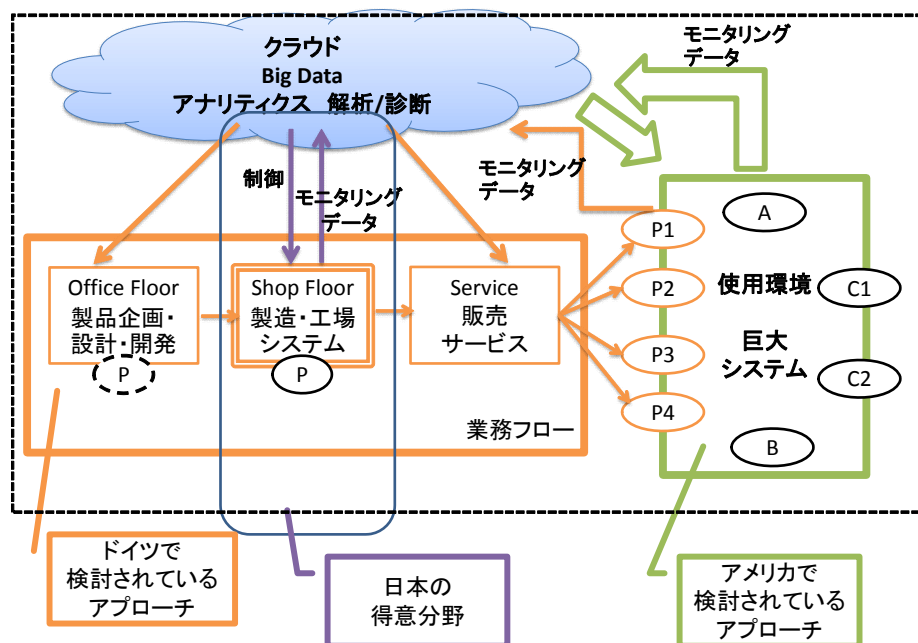 クラウド
Big Data
アナリティクス 解析/診断
モニタリング
データ
制御
モニタリング
データ
モニタリング
データ
Office Floor
製品企画・
設計・開発
P
Shop Floor
製造・工場
システム
P
Service
販売
サービス
業務フロー
P1
P2
P3
P4
A
使用環境
巨大
システム
C1
C2
B
ドイツで
検討されている
アプローチ
日本の
得意分野
アメリカで
検討されている
アプローチ